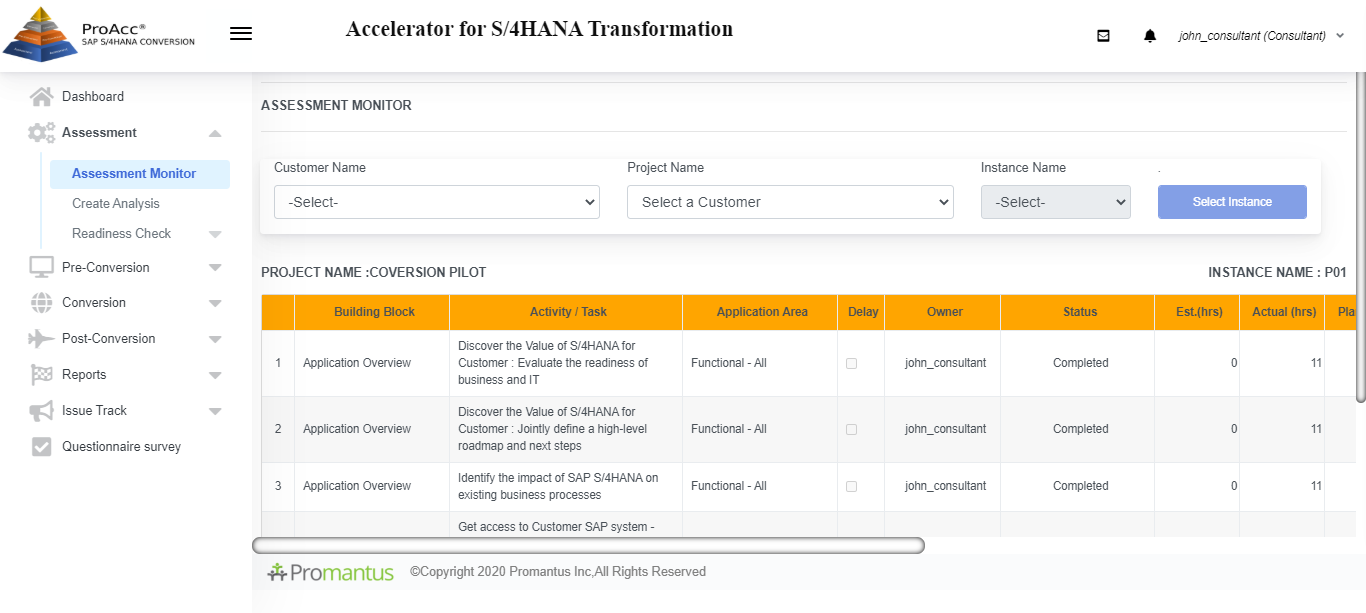 ProAcc®
SAP S/4HANA CONVERSION
Accelerator for S/4HANA Transformation
john_consultant (Consultant)
Dashboard
Assessment
Assessment Monitor
Create Analysis
Readiness Check
Pre-Conversion
Conversion
Post-Conversion
Reports
Issue Track
Questionnaire survey
ASSESSMENT MONITOR
Customer Name Project Name Instance Name .
-Select- Select a Customer -Select- Select Instance
PROJECT NAME :COVERSION PILOT INSTANCE NAME : P01
Building Block Activity / Task Application Area Delay Owner Status Est.(hrs) Actual (hrs) Pla
Discover the Value of S/4HANA for
1 Application Overview Customer : Evaluate the readiness of Functional - All john_consultant Completed 0 11
business and IT
Discover the Value of S/4HANA for
2 Application Overview Customer : Jointly define a high-level Functional - All john_consultant Completed 0 11
roadmap and next steps
Identify the impact of SAP S/4HANA on
3 Application Overview Functional - All john_consultant Completed 0 11
existing business processes
Get access to Customer SAP system -
Promantus ©Copyright 2020 Promantus Inc,All Rights Reserved